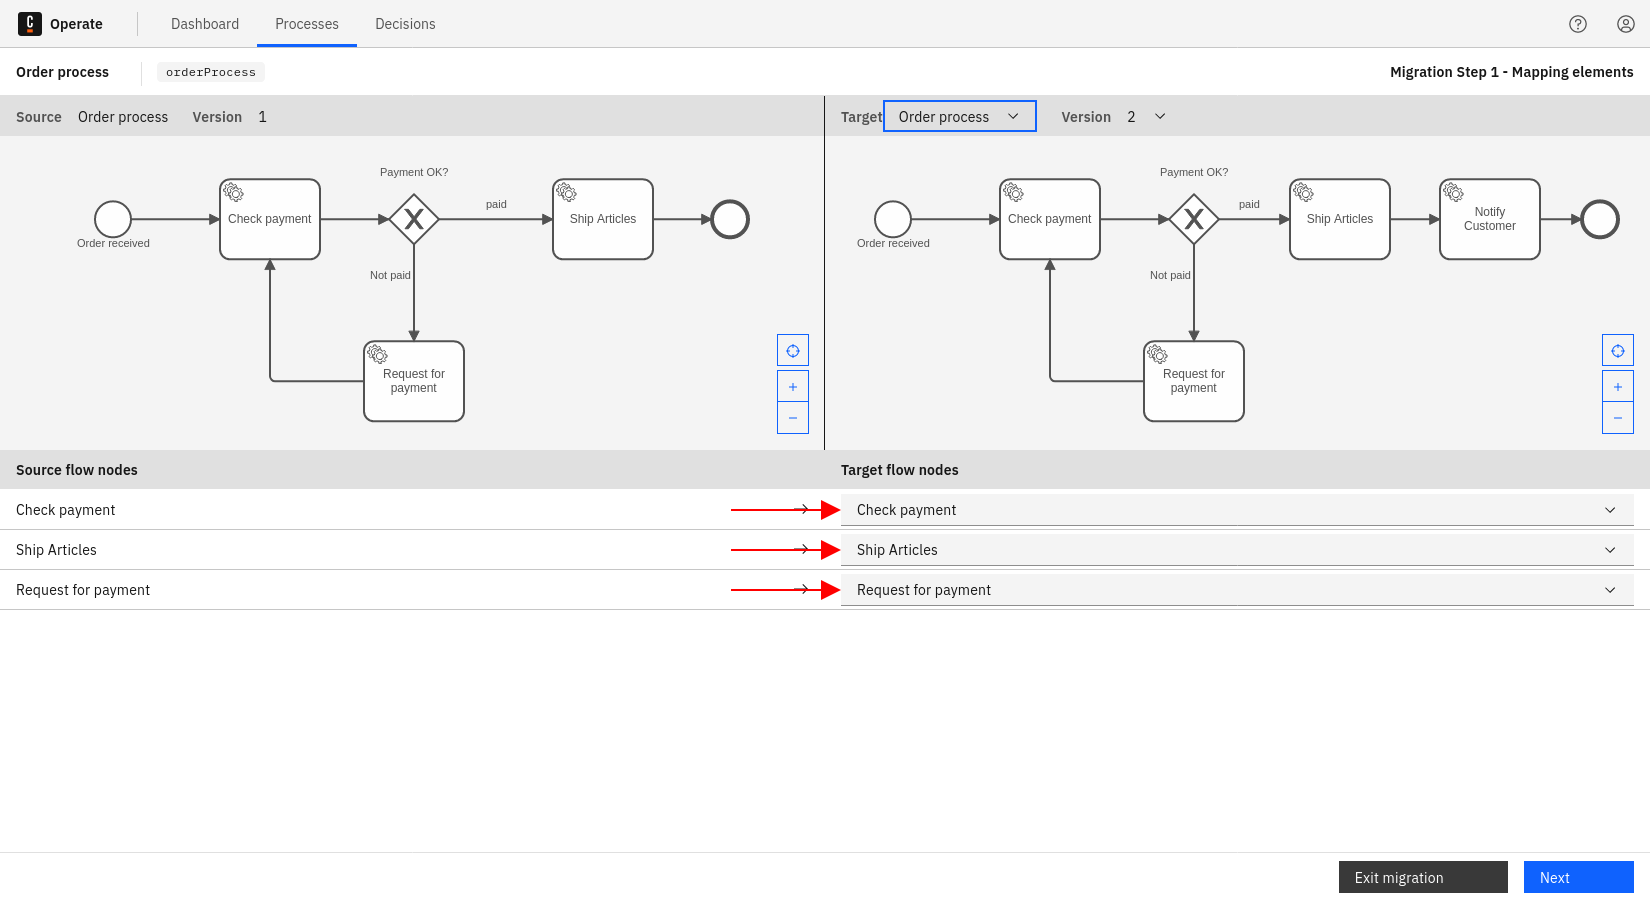 Operate Dashboard Processes Decisions
Order process orderProcess Migration Step 1 - Mapping elements
Source Order process Version 1
Target Order process Version 2
Payment OK?
paid
Check payment
Ship Articles
Order received
Not paid
Request for
payment
Payment OK?
paid
Check payment
Ship Articles
Notify
Customer
Order received
Not paid
Request for
payment
Source flow nodes Target flow nodes
Check payment → Check payment
Ship Articles → Ship Articles
Request for payment → Request for payment
Exit migration Next